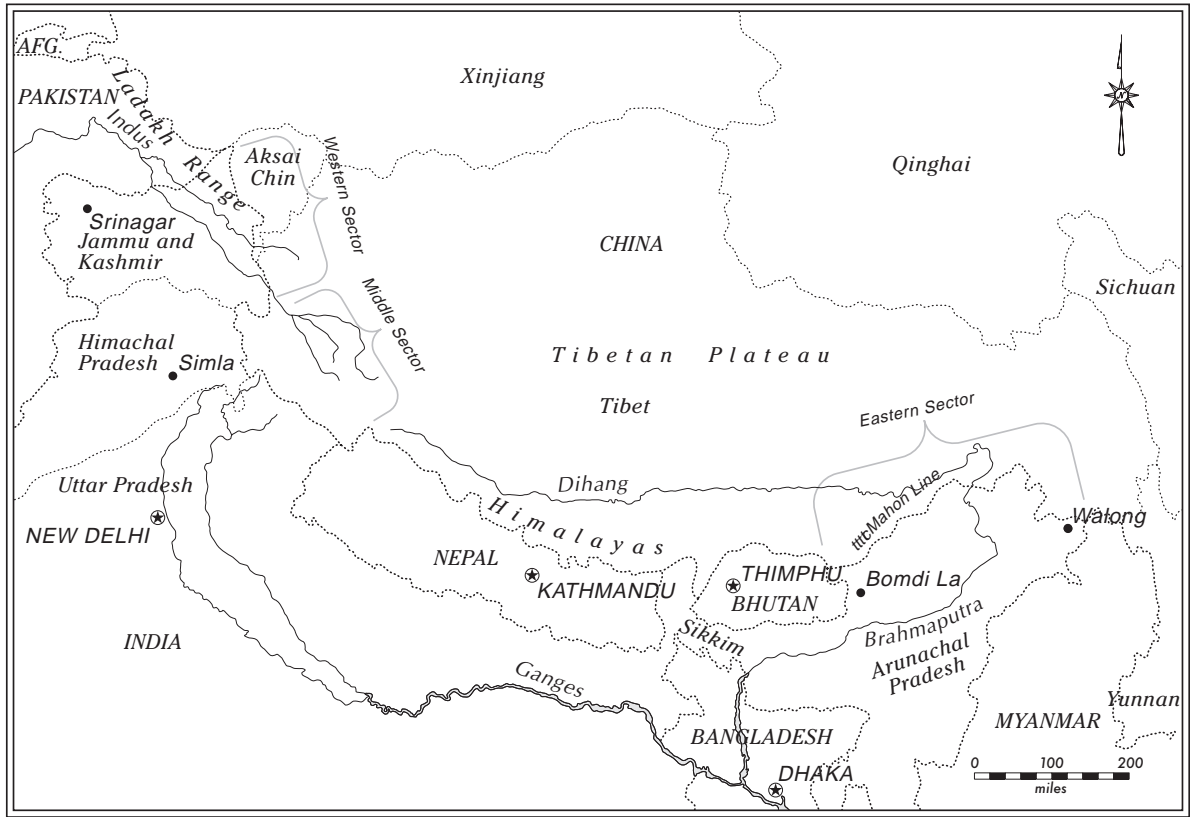 AFG.
Xinjiang
PAKISTAN
Ladakh Range
Indus
Aksai
Chin
Western Sector
Qinghai
N
Srinagar
Jammu and
Kashmir
CHINA
Middle Sector
Sichuan
Himachal
Pradesh
Simla
Tibetan Plateau
Tibet
Eastern Sector
Uttar Pradesh
Dihang
tttcMahon Line
NEW DELHI
Himalayas
Walong
NEPAL
KATHMANDU
THIMPHU
BHUTAN
Bomdi La
Sikkim
INDIA
Brahmaputra
Arunachal
Pradesh
Ganges
Yunnan
MYANMAR
BANGLADESH
DHAKA
0 100 200
miles